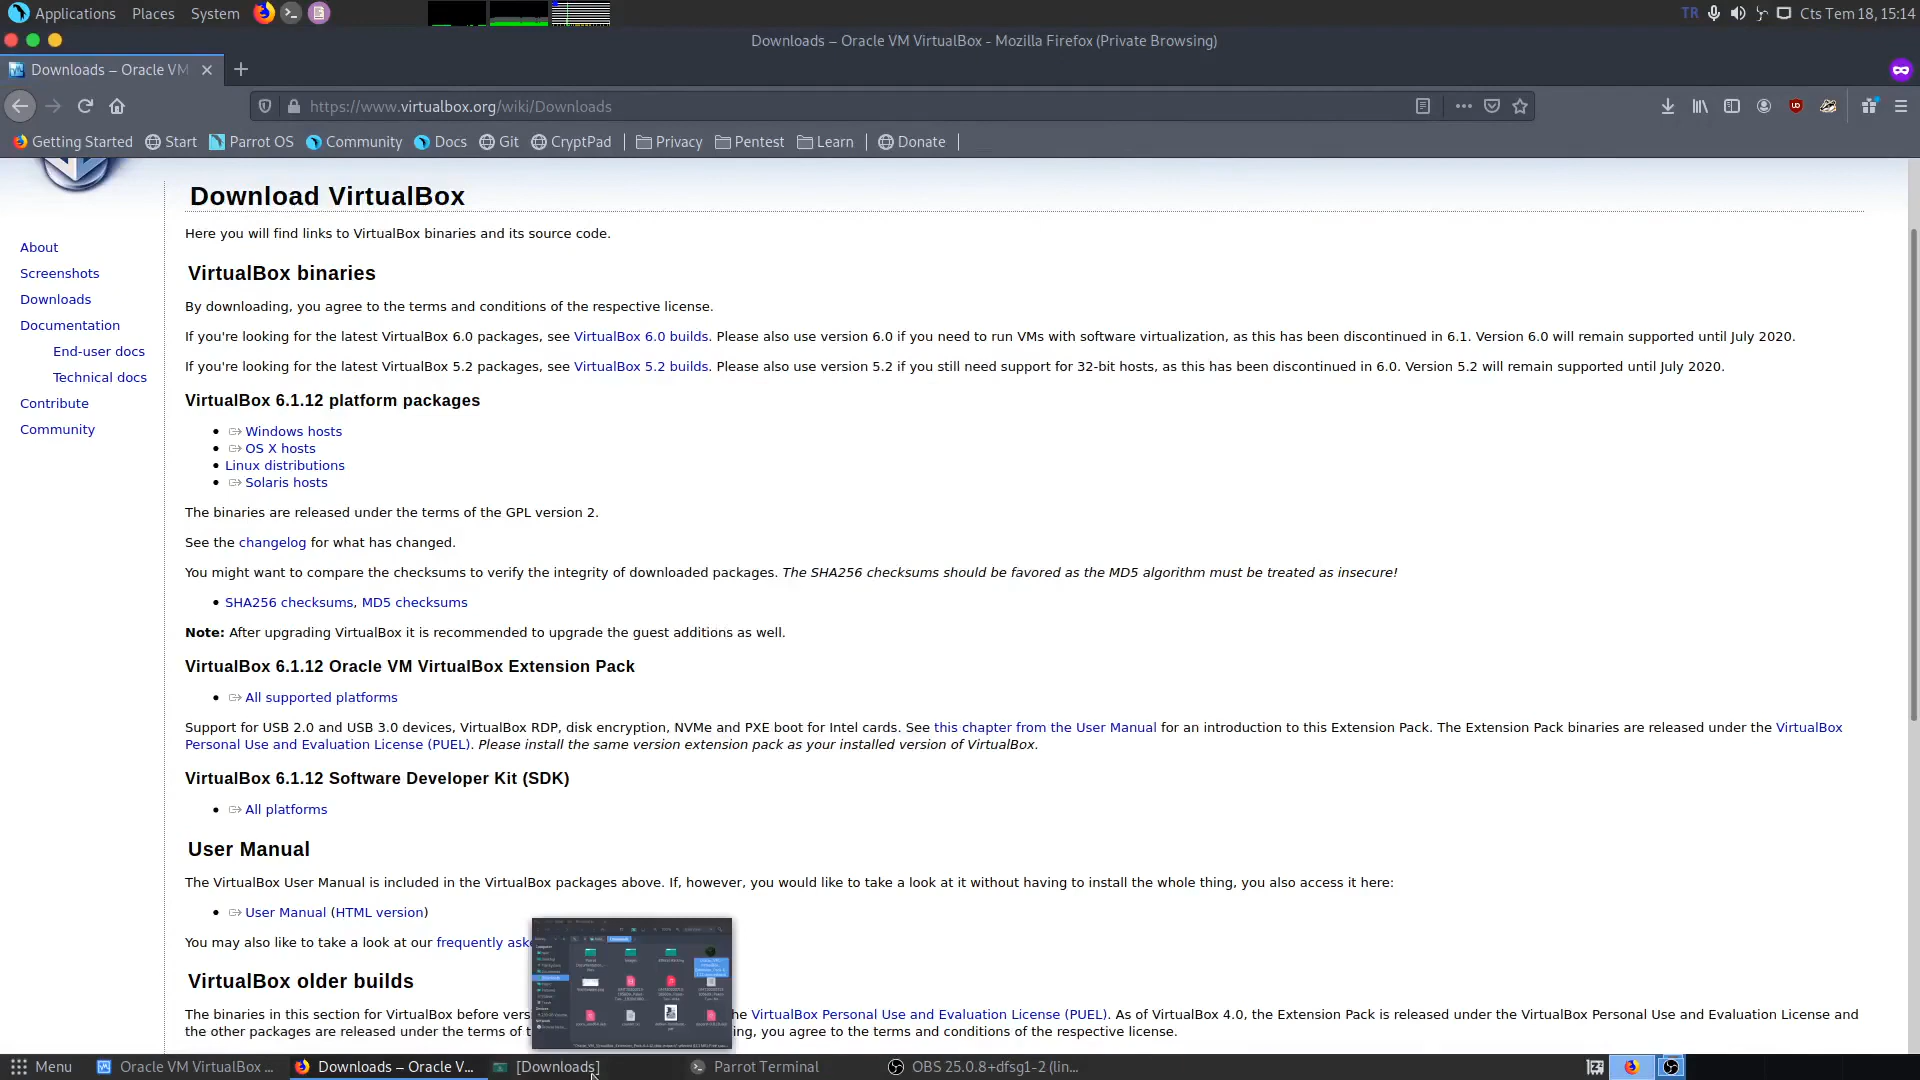 Applications Places System TR Cts Tem 18, 15:14
Downloads – Oracle VM VirtualBox - Mozilla Firefox (Private Browsing)
Downloads – Oracle VM
https://www.virtualbox.org/wiki/Downloads
Getting Started Start Parrot OS Community Docs Git CryptPad Privacy Pentest Learn Donate
Download VirtualBox
Here you will find links to VirtualBox binaries and its source code.
About
Screenshots
Downloads
Documentation
End-user docs
Technical docs
Contribute
Community
VirtualBox binaries
By downloading, you agree to the terms and conditions of the respective license.
If you're looking for the latest VirtualBox 6.0 packages, see VirtualBox 6.0 builds. Please also use version 6.0 if you need to run VMs with software virtualization, as this has been discontinued in 6.1. Version 6.0 will remain supported until July 2020.
If you're looking for the latest VirtualBox 5.2 packages, see VirtualBox 5.2 builds. Please also use version 5.2 if you still need support for 32-bit hosts, as this has been discontinued in 6.0. Version 5.2 will remain supported until July 2020.
VirtualBox 6.1.12 platform packages
Windows hosts
OS X hosts
Linux distributions
Solaris hosts
The binaries are released under the terms of the GPL version 2.
See the changelog for what has changed.
You might want to compare the checksums to verify the integrity of downloaded packages. The SHA256 checksums should be favored as the MD5 algorithm must be treated as insecure!
SHA256 checksums, MD5 checksums
Note: After upgrading VirtualBox it is recommended to upgrade the guest additions as well.
VirtualBox 6.1.12 Oracle VM VirtualBox Extension Pack
All supported platforms
Support for USB 2.0 and USB 3.0 devices, VirtualBox RDP, disk encryption, NVMe and PXE boot for Intel cards. See this chapter from the User Manual for an introduction to this Extension Pack. The Extension Pack binaries are released under the VirtualBox
Personal Use and Evaluation License (PUEL). Please install the same version extension pack as your installed version of VirtualBox.
VirtualBox 6.1.12 Software Developer Kit (SDK)
All platforms
User Manual
The VirtualBox User Manual is included in the VirtualBox packages above. If, however, you would like to take a look at it without having to install the whole thing, you also access it here:
User Manual (HTML version)
You may also like to take a look at our frequently aske
VirtualBox older builds
The binaries in this section for VirtualBox before vers he VirtualBox Personal Use and Evaluation License (PUEL). As of VirtualBox 4.0, the Extension Pack is released under the VirtualBox Personal Use and Evaluation License and
the other packages are released under the terms of t ng, you agree to the terms and conditions of the respective license.
Menu Oracle VM VirtualBox ... Downloads – Oracle V... [Downloads] Parrot Terminal OBS 25.0.8+dfsg1-2 (lin...